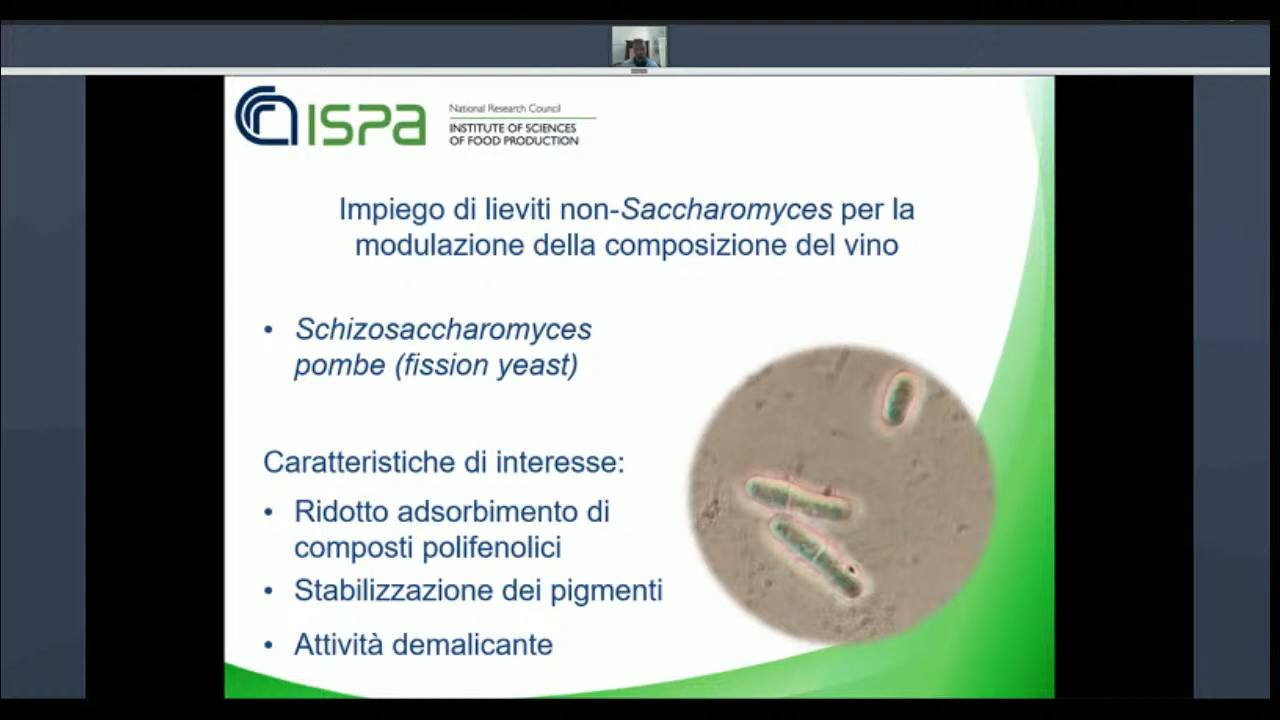 ISPA
National Research Council
INSTITUTE OF SCIENCES
OF FOOD PRODUCTION
Impiego di lieviti non-Saccharomyces per la
modulazione della composizione del vino
• Schizosaccharomyces
pombe (fission yeast)
Caratteristiche di interesse:
• Ridotto adsorbimento di
composti polifenolici
• Stabilizzazione dei pigmenti
• Attività demalicante